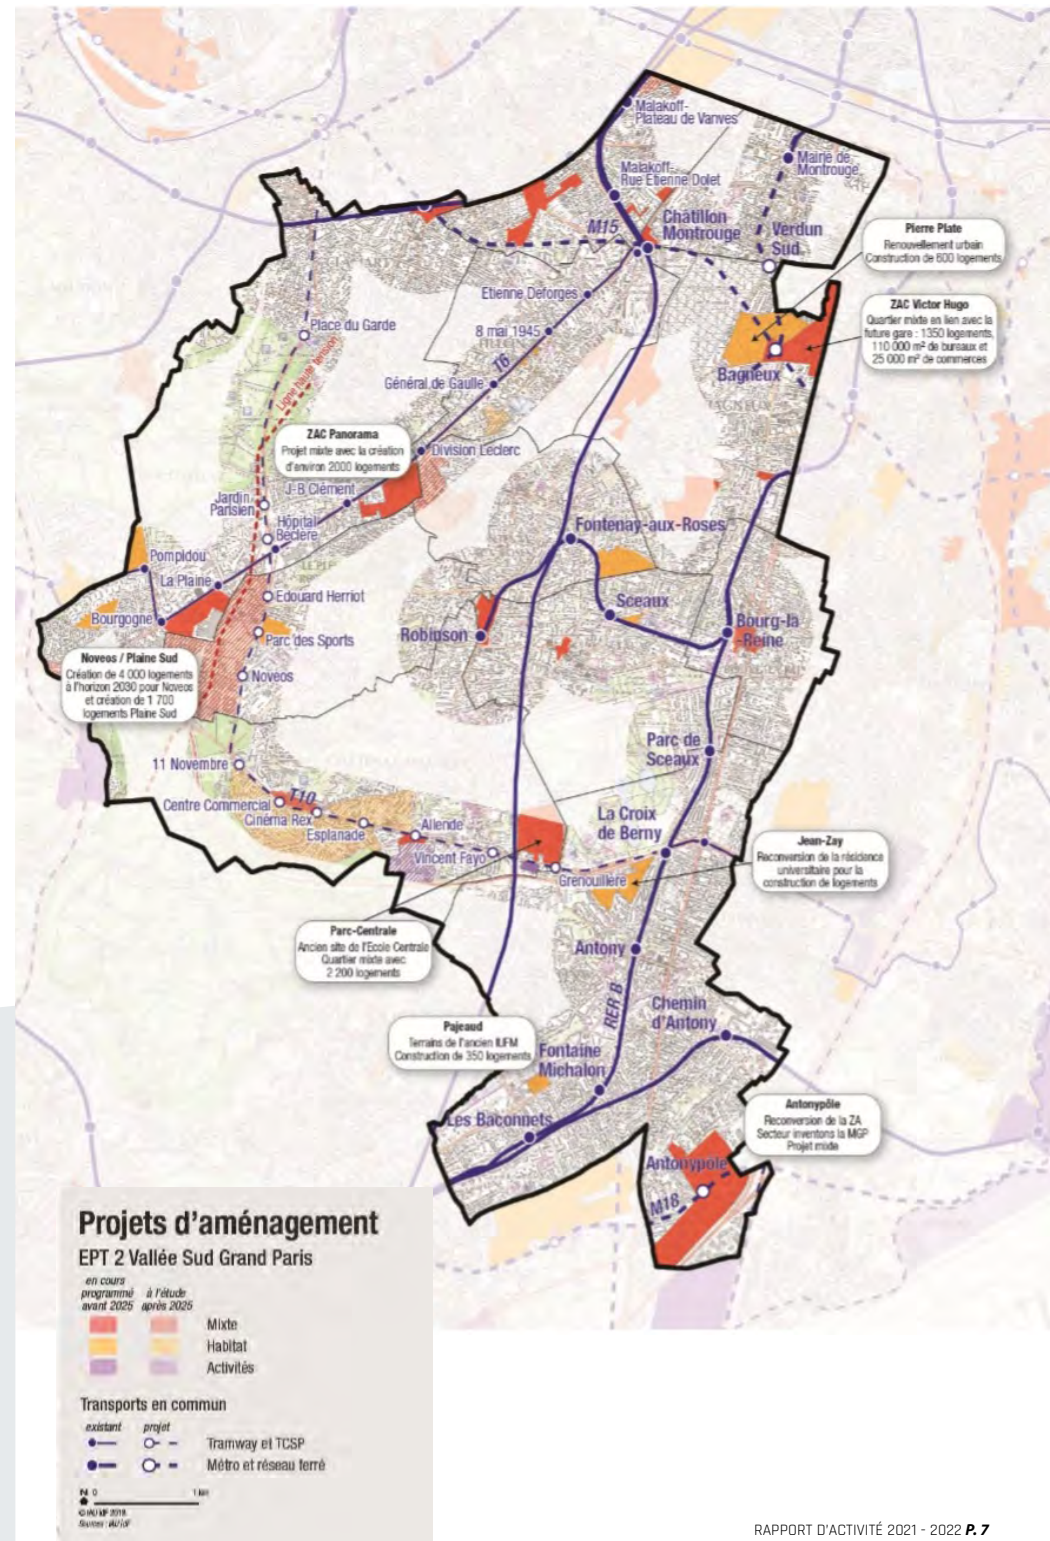 Malakoff-
Plateau de Vanves
Mairie de
Montrouge
Malakoff-
Rue Etienne Dolet
M15
Châtillon
Montrouge
Verdun
Sud
Pierre Plate
Renouvellement urbain
Construction de 600 logements
Etienne Deforges
ZAC Victor Hugo
Quartier mixte en lien avec la
future gare : 1350 logements,
110 000 m² de bureaux et
25 000 m² de commerces
Place du Garde
8 mai 1945
T6
Ligne haute tension
Général de Gaulle
Bagneux
ZAC Panorama
Projet mixte avec la création
d'environ 2000 logements
Division Leclerc
J-B Clément
Jardin
Parisien
Hôpital
Béclère
Fontenay-aux-Roses
Pompidou
La Plaine
Edouard Herriot
Sceaux
Bourgogne
Parc des Sports
Robinson
Bourg-la
-Reine
Noveos / Plaine Sud
Création de 4 000 logements
à l'horizon 2030 pour Noveos
et création de 1 700
logements Plaine Sud
Noveos
Parc de
Sceaux
11 Novembre
Centre Commercial
T10
Cinéma Rex
Esplanade
Allende
La Croix
de Berny
Vincent Fayo
Grenouillère
Jean-Zay
Reconversion de la résidence
universitaire pour la
construction de logements
Parc-Centrale
Ancien site de l'Ecole Centrale
Quartier mixte avec
2 200 logements
Antony
RER B
Chemin
d'Antony
Pajeaud
Terrains de l'ancien IUFM
Construction de 350 logements
Fontaine
Michalon
Les Baconnets
Antonypôle
Reconversion de la ZA
Secteur inventons la MGP
Projet mixte
Antonypole
M18
Projets d'aménagement
EPT 2 Vallée Sud Grand Paris
en cours
programmé
avant 2025
à l'étude
après 2025
Mixte
Habitat
Activités
Transports en commun
existant
projet
Tramway et TCSP
Métro et réseau ferré
N 0 1 km
© IAU IdF 2018
Sources : IAU IdF
RAPPORT D'ACTIVITÉ 2021 - 2022 P. 7